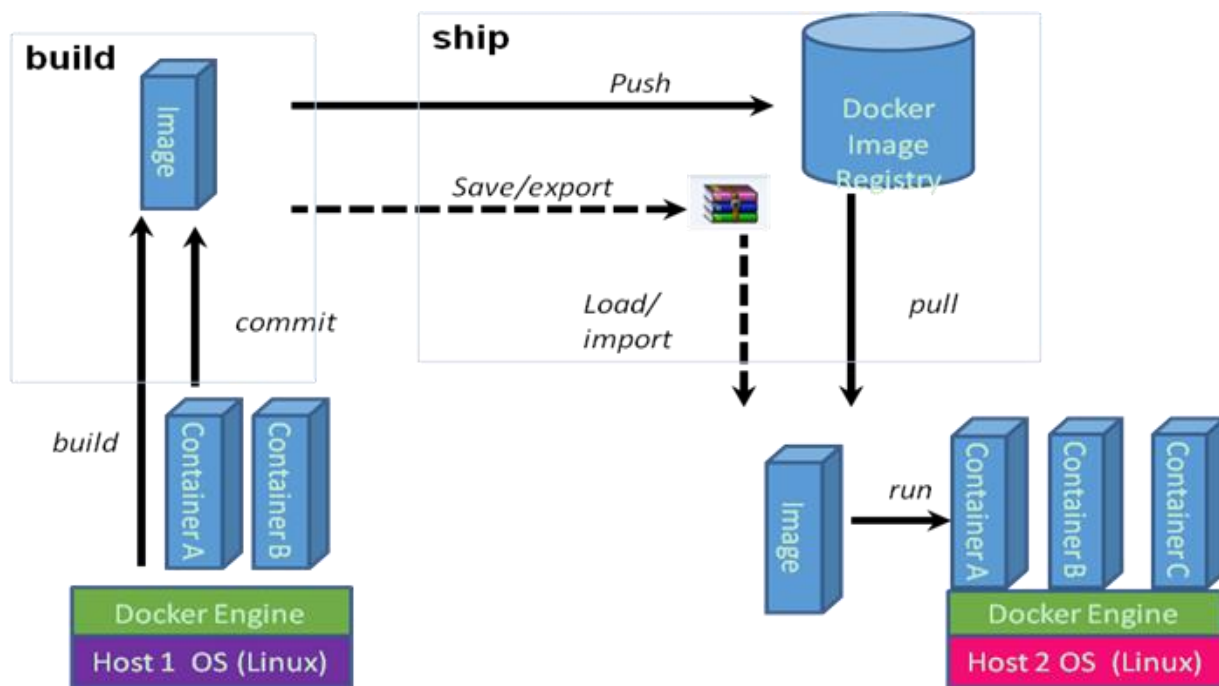 build
ship
Image
Push
Docker
Image
Registry
Save/export
commit
Load/
import
pull
build
Container A
Container B
Image
run
Container A
Container B
Container C
Docker Engine
Host 1 OS (Linux)
Docker Engine
Host 2 OS (Linux)